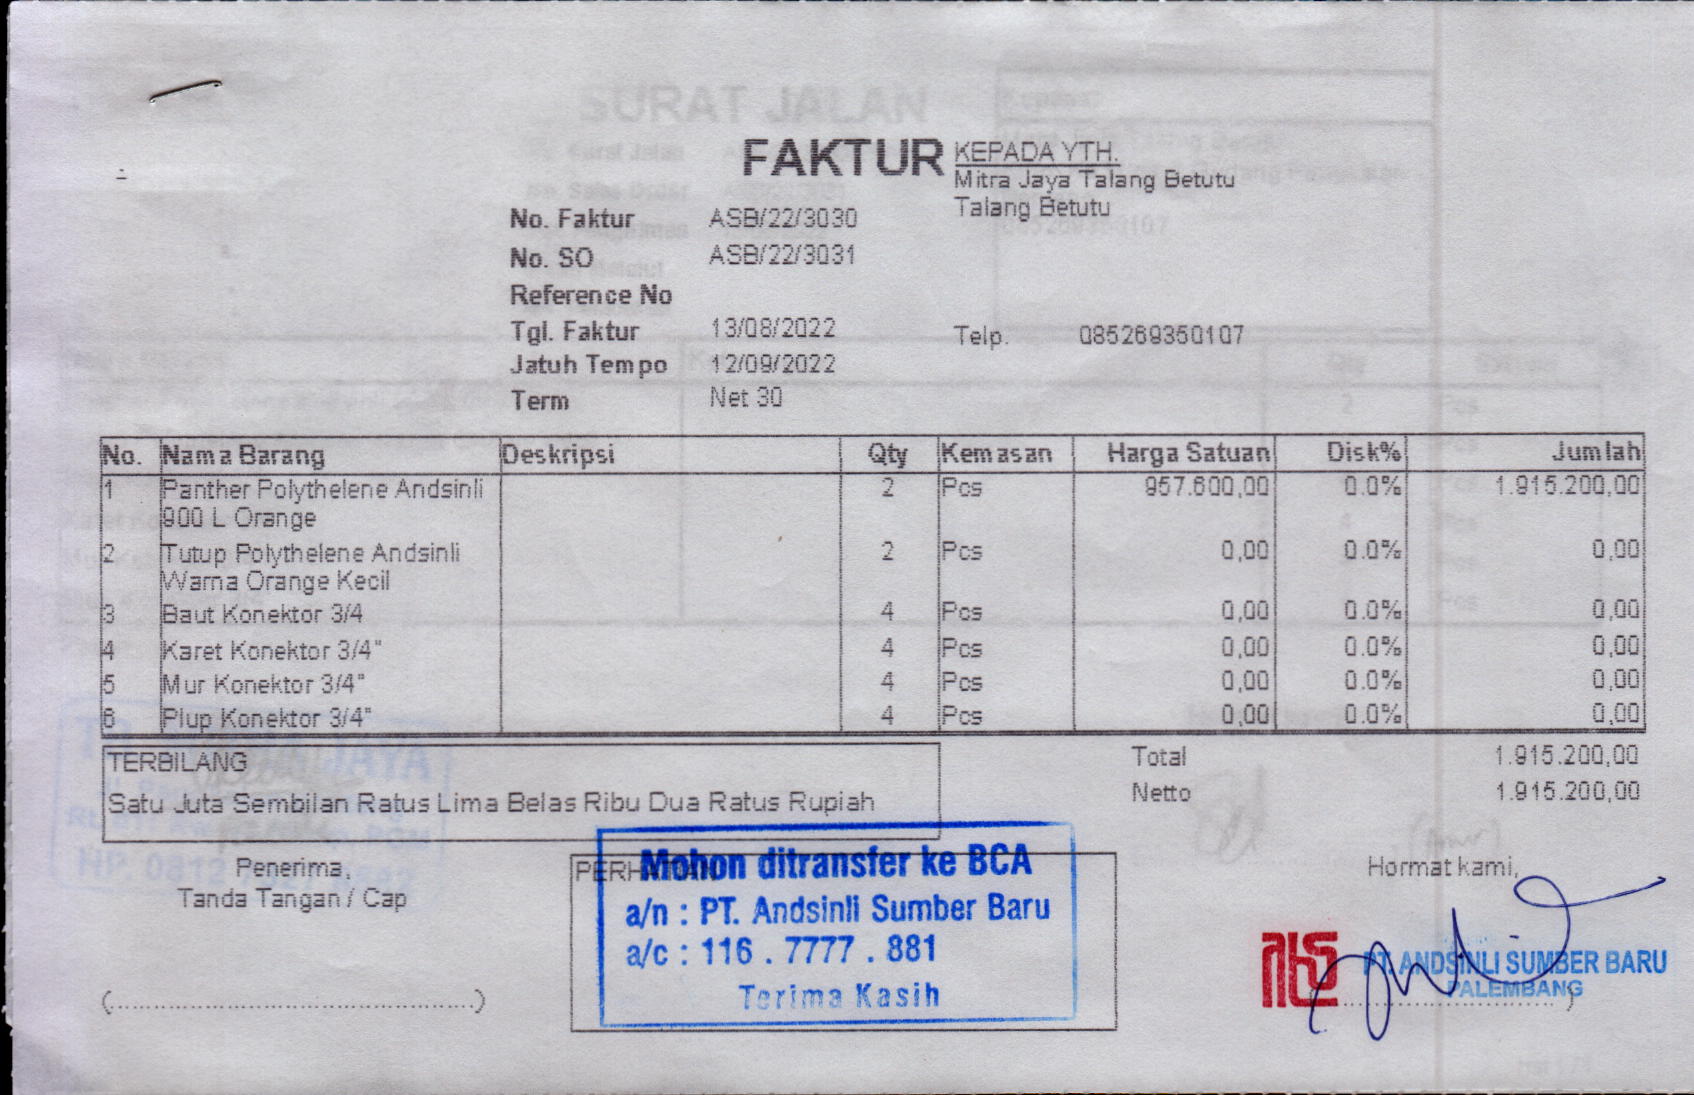 FAKTUR
KEPADA YTH.
Mitra Jaya Talang Betutu
Talang Betutu
No. Faktur ASB/22/3030
No. SO ASB/22/3031
Reference No
Tgl. Faktur 13/08/2022
Telp. 085269350107
Jatuh Tempo 12/09/2022
Term Net 30
No. Nama Barang Deskripsi Qty Kemasan Harga Satuan Disk% Jumlah
1 Panther Polythelene Andsinli 2 Pcs 957.600,00 0.0% 1.915.200,00
900 L Orange
2 Tutup Polythelene Andsinli 2 Pcs 0,00 0.0% 0,00
Warna Orange Kecil
3 Baut Konektor 3/4 4 Pcs 0,00 0.0% 0,00
4 Karet Konektor 3/4" 4 Pcs 0,00 0.0% 0,00
5 Mur Konektor 3/4" 4 Pcs 0,00 0.0% 0,00
6 Plup Konektor 3/4" 4 Pcs 0,00 0.0% 0,00
TERBILANG
Satu Juta Sembilan Ratus Lima Belas Ribu Dua Ratus Rupiah
Total 1.915.200,00
Netto 1.915.200,00
Penerima,
Tanda Tangan / Cap
(...............................................)
Mohon ditransfer ke BCA
a/n : PT. Andsinli Sumber Baru
a/c : 116 . 7777 . 881
Terima Kasih
Hormat kami,
PT. ANDSINLI SUMBER BARU
PALEMBANG
SURAT JALAN